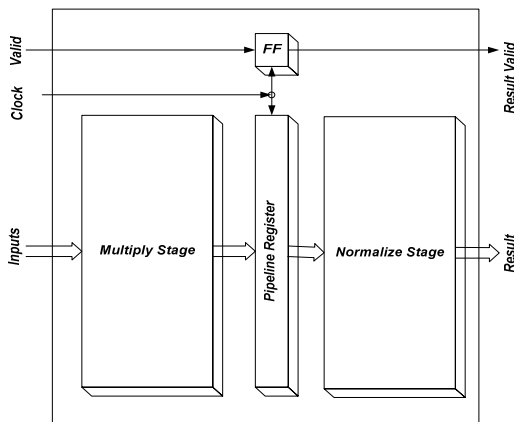 Valid
FF
Result Valid
Clock
Inputs
Multiply Stage
Pipeline Register
Normalize Stage
Result